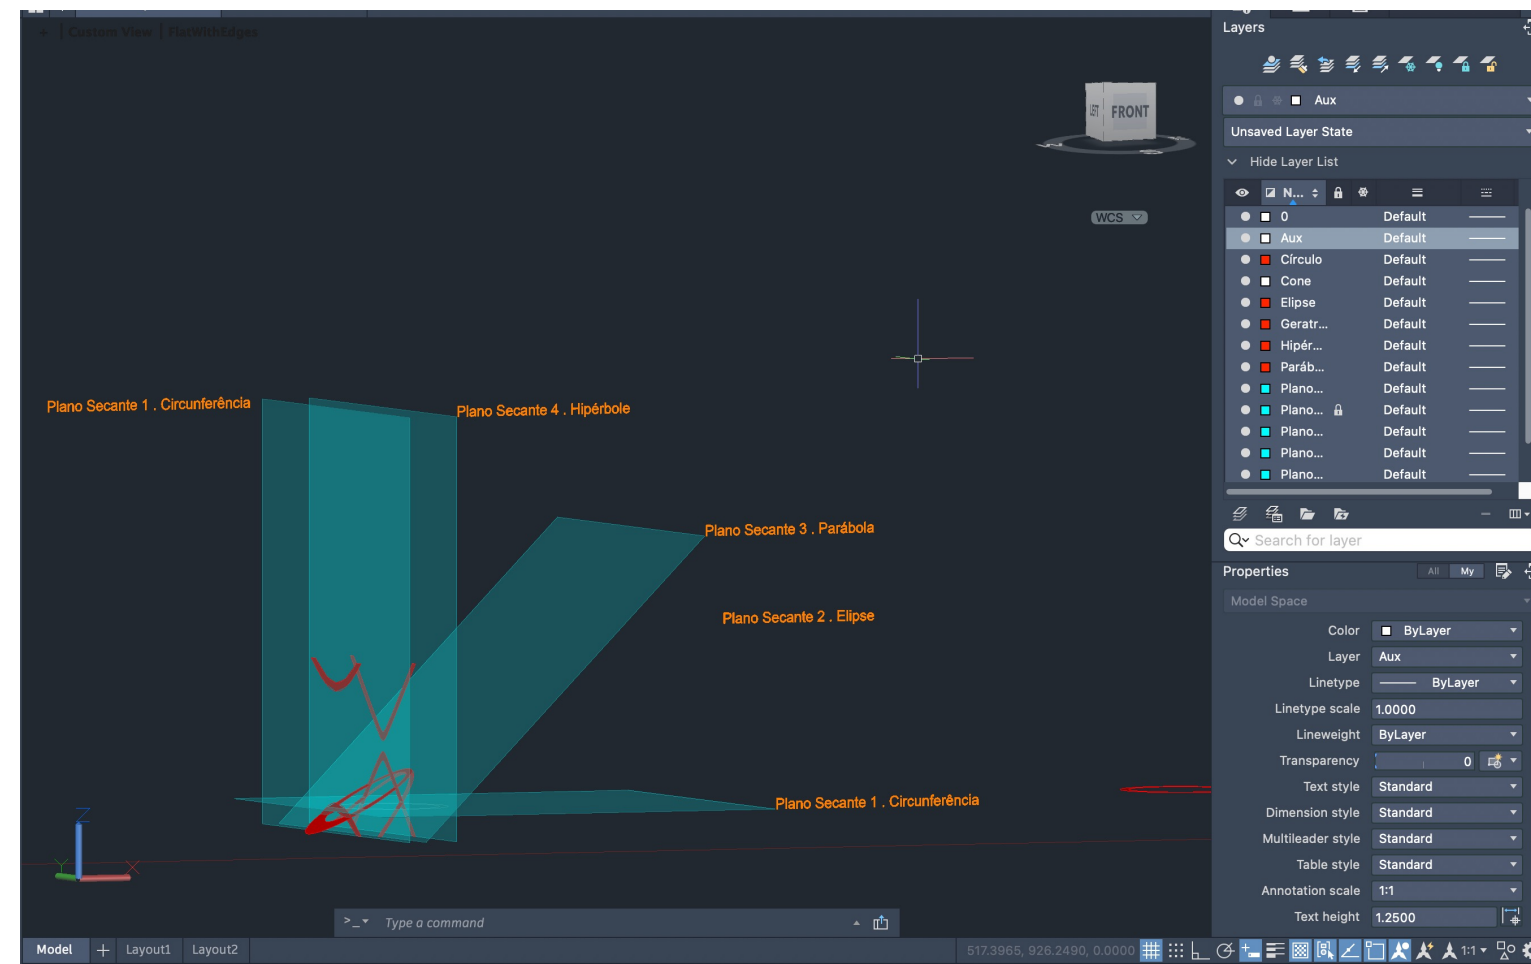 + | Custom View | FlatWithEdges
Layers
LEFT
FRONT
Aux
Unsaved Layer State
Hide Layer List
N...
WCS
0 Default
Aux Default
Círculo Default
Cone Default
Elipse Default
Geratr... Default
Hipér... Default
Paráb... Default
Plano... Default
Plano... Default
Plano... Default
Plano... Default
Plano... Default
Plano Secante 1 . Circunferência
Plano Secante 4 . Hipérbole
Plano Secante 3 . Parábola
Plano Secante 2 . Elipse
Plano Secante 1 . Circunferência
Search for layer
Properties
All My
Model Space
Color ByLayer
Layer Aux
Linetype ByLayer
Linetype scale 1.0000
Lineweight ByLayer
Transparency 0
Text style Standard
Dimension style Standard
Multileader style Standard
Table style Standard
Annotation scale 1:1
Text height 1.2500
Z
Y
X
>_ Type a command
Model + Layout1 Layout2
517.3965, 926.2490, 0.0000
1:1